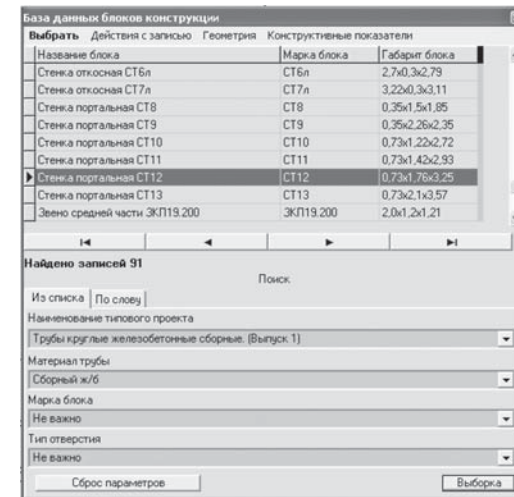 База данных блоков конструкции
Выбрать Действия с записью Геометрия Конструктивные показатели
Название блока Марка блока Габарит блока
Стенка откосная СТ6л СТ6л 2,7х0,3х2,79
Стенка откосная СТ7л СТ7л 3,22х0,3х3,11
Стенка портальная СТ8 СТ8 0,35х1,5х1,85
Стенка портальная СТ9 СТ9 0,35х2,26х2,35
Стенка портальная СТ10 СТ10 0,73х1,22х2,72
Стенка портальная СТ11 СТ11 0,73х1,42х2,93
Стенка портальная СТ12 СТ12 0,73х1,76х3,25
Стенка портальная СТ13 СТ13 0,73х2,1х3,57
Звено средней части ЗКП19.200 ЗКП19.200 2,0х1,2х1,21
Найдено записей 91
Поиск
Из списка По слову
Наименование типового проекта
Трубы круглые железобетонные сборные. (Выпуск 1)
Материал трубы
Сборный ж/б
Марка блока
Не важно
Тип отверстия
Не важно
Сброс параметров Выборка